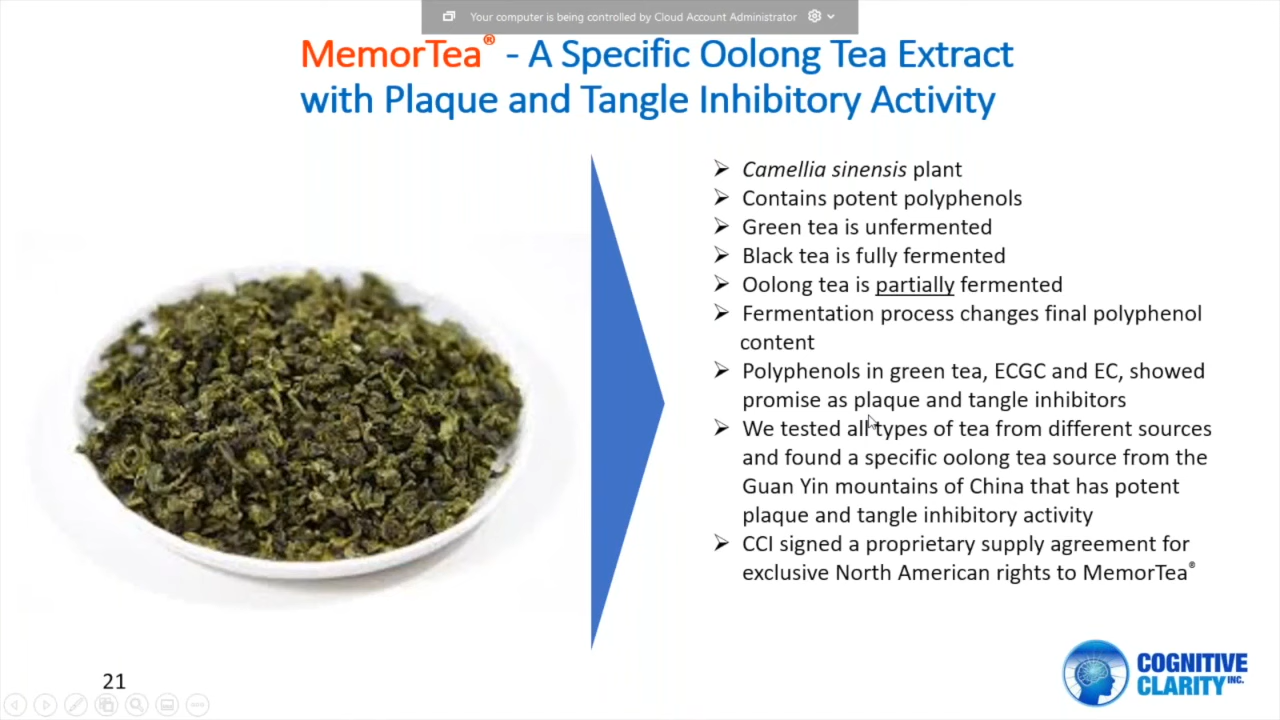 Your computer is being controlled by Cloud Account Administrator
MemorTea® - A Specific Oolong Tea Extract
with Plaque and Tangle Inhibitory Activity
➢ Camellia sinensis plant
➢ Contains potent polyphenols
➢ Green tea is unfermented
➢ Black tea is fully fermented
➢ Oolong tea is partially fermented
➢ Fermentation process changes final polyphenol
content
➢ Polyphenols in green tea, ECGC and EC, showed
promise as plaque and tangle inhibitors
➢ We tested all types of tea from different sources
and found a specific oolong tea source from the
Guan Yin mountains of China that has potent
plaque and tangle inhibitory activity
➢ CCI signed a proprietary supply agreement for
exclusive North American rights to MemorTea®
21
COGNITIVE
CLARITY INC.